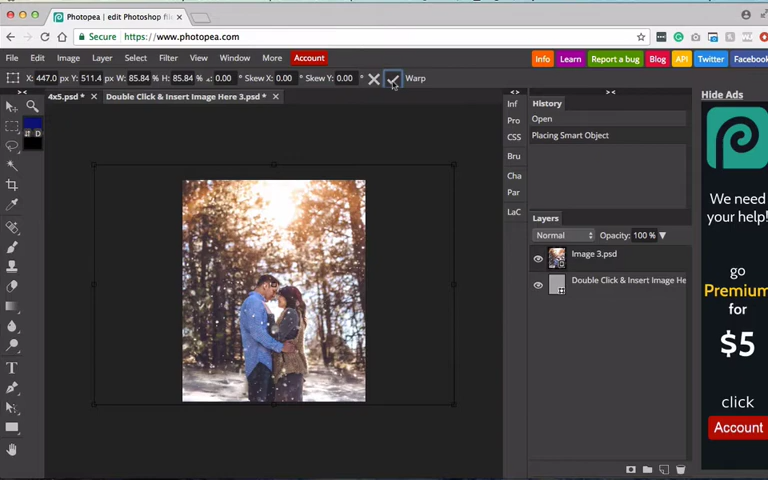 Photopea | edit Photoshop file
Secure https://www.photopea.com
File Edit Image Layer Select Filter View Window More Account Info Learn Report a bug Blog API Twitter Facebook
X: 447.0 px Y: 511.4 px W: 85.84 % H: 85.84 % 0.00 ° Skew X: 0.00 ° Skew Y: 0.00 ° Warp
4x5.psd * Double Click & Insert Image Here 3.psd *
Hide Ads
Inf
Pro
CSS
Bru
Cha
Par
LaC
History
Open
Placing Smart Object
Layers
Normal Opacity: 100 %
Image 3.psd
Double Click & Insert Image He
We need
your help!
go
Premium
for
$5
click
Account
D